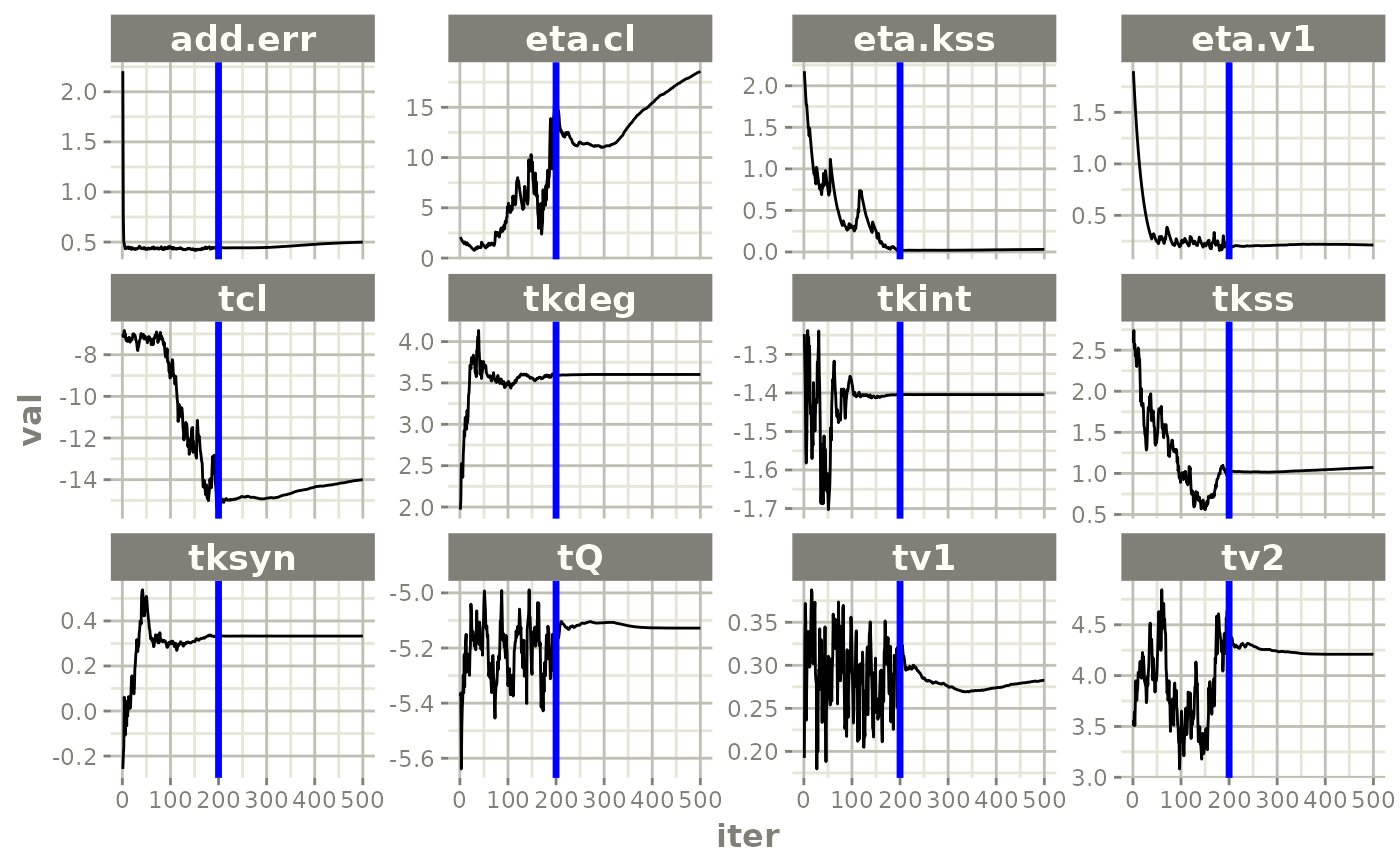 add.err eta.cl eta.kss eta.v1
2.0 1.5 1.0 0.5
15 10 5 0
2.0 1.5 1.0 0.5 0.0
1.5 1.0 0.5
tcl tkdeg tkint tkss
-8 -10 -12 -14
4.0 3.5 3.0 2.5 2.0
-1.3 -1.4 -1.5 -1.6 -1.7
2.5 2.0 1.5 1.0 0.5
val
tksyn tQ tv1 tv2
0.4 0.2 0.0 -0.2
-5.0 -5.2 -5.4 -5.6
0.35 0.30 0.25 0.20
4.5 4.0 3.5 3.0
0 100 200 300 400 500 0 100 200 300 400 500 0 100 200 300 400 500 0 100 200 300 400 500
iter